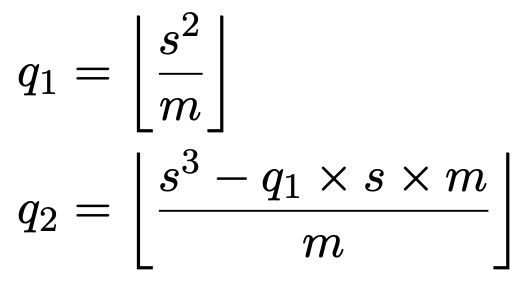 $q_1 = \left\lfloor \frac{s^2}{m} \right\rfloor$
$q_2 = \left\lfloor \frac{s^3 - q_1 \times s \times m}{m} \right\rfloor$